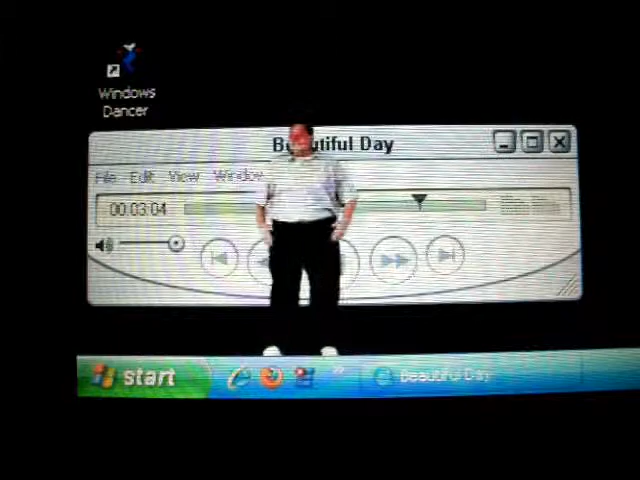 Windows
Dancer
Beautiful Day
File Edit View Window
00:03:04
start
Beautiful Day